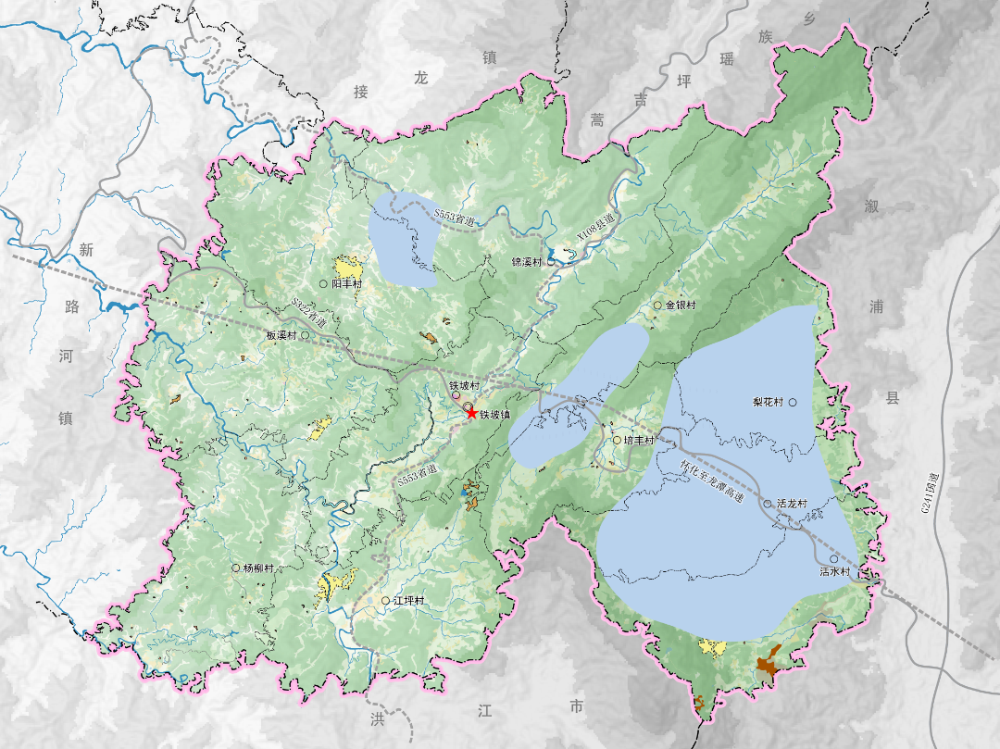 乡
族
瑶
坪
吉
蒿
镇
龙
接
溆
浦
县
新
路
河
镇
洪
江
市
S553省道
X108县道
锦溪村
阳丰村
金银村
S322省道
板溪村
铁坡村
铁坡镇
梨花村
培丰村
怀化至龙潭高速
S553省道
活龙村
G241国道
活水村
杨柳村
江坪村